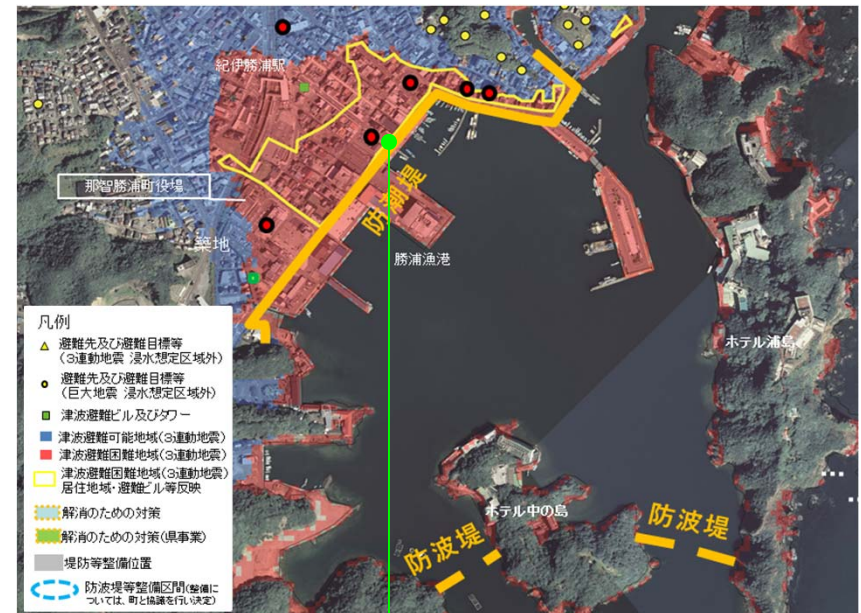 紀伊勝浦駅
那智勝浦町役場
築地
防潮堤
勝浦漁港
ホテル浦島
ホテル中の島
防波堤
防波堤
凡例
避難先及び避難目標等
(3連動地震 浸水想定区域外)
避難先及び避難目標等
(巨大地震 浸水想定区域外)
津波避難ビル及びタワー
津波避難可能地域(3連動地震)
津波避難困難地域(3連動地震)
津波避難困難地域(3連動地震)
居住地域・避難ビル等反映
解消のための対策
解消のための対策(県事業)
堤防等整備位置
防波堤等整備区間(整備に
ついては、町と協議を行い決定)